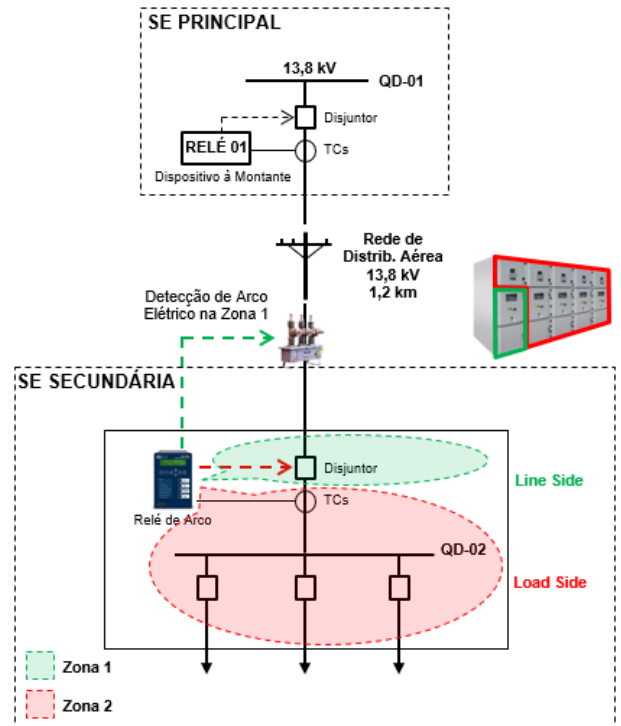 SE PRINCIPAL
13,8 kV
QD-01
Disjuntor
RELÉ 01
TCs
Dispositivo à Montante
Rede de
Distrib. Aérea
13,8 kV
1,2 km
Detecção de Arco
Elétrico na Zona 1
SE SECUNDÁRIA
Disjuntor
Line Side
TCs
Relé de Arco
QD-02
Load Side
Zona 1
Zona 2